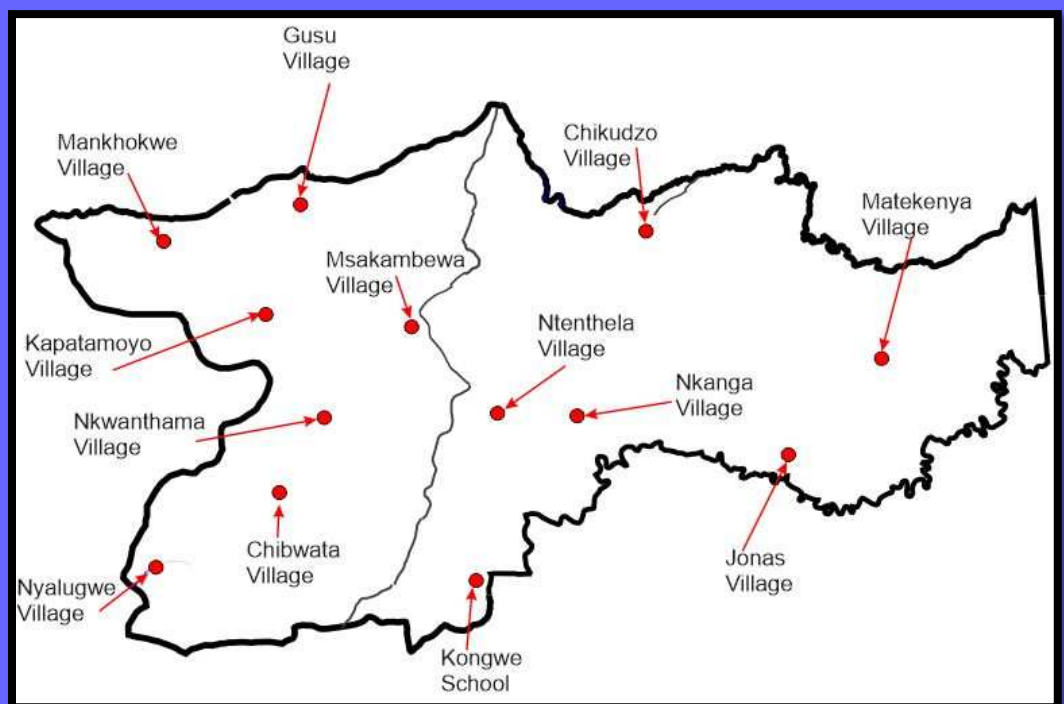 Gusu
Village
Mankhokwe
Village
Chikudzo
Village
Matekenya
Village
Msakambewa
Village
Kapatamoyo
Village
Ntenthela
Village
Nkanga
Village
Nkwanthama
Village
Chibwata
Village
Jonas
Village
Nyalugwe
Village
Kongwe
School